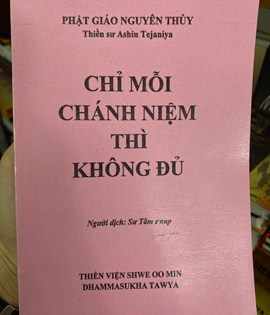 PHẬT GIÁO NGUYÊN THỦY
Thiền sư Ashin Tejaniya
CHỈ MỖI
CHÁNH NIỆM
THÌ
KHÔNG ĐỦ
Người dịch: Sư Tâm
THIỀN VIỆN SHWE OO MIN
DHAMMASUKHA TAWYA